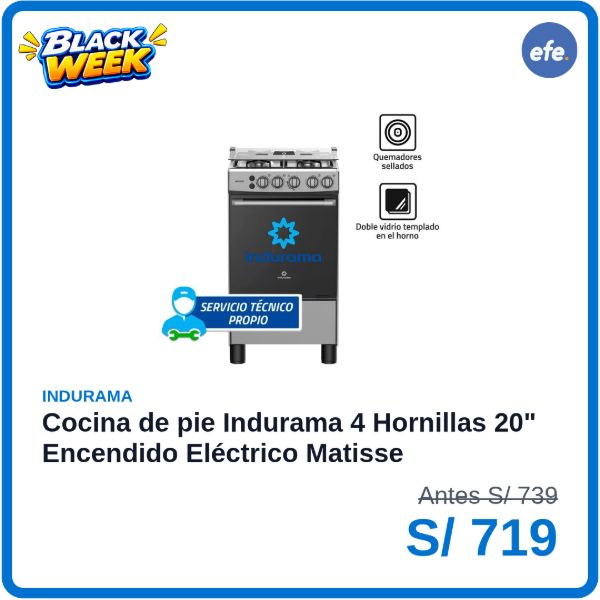 BLACK
WEEK
efe.
Quemadores
sellados
Doble vidrio templado
en el horno
indurama
SERVICIO TÉCNICO
PROPIO
INDURAMA
Cocina de pie Indurama 4 Hornillas 20"
Encendido Eléctrico Matisse
Antes S/ 739
S/ 719